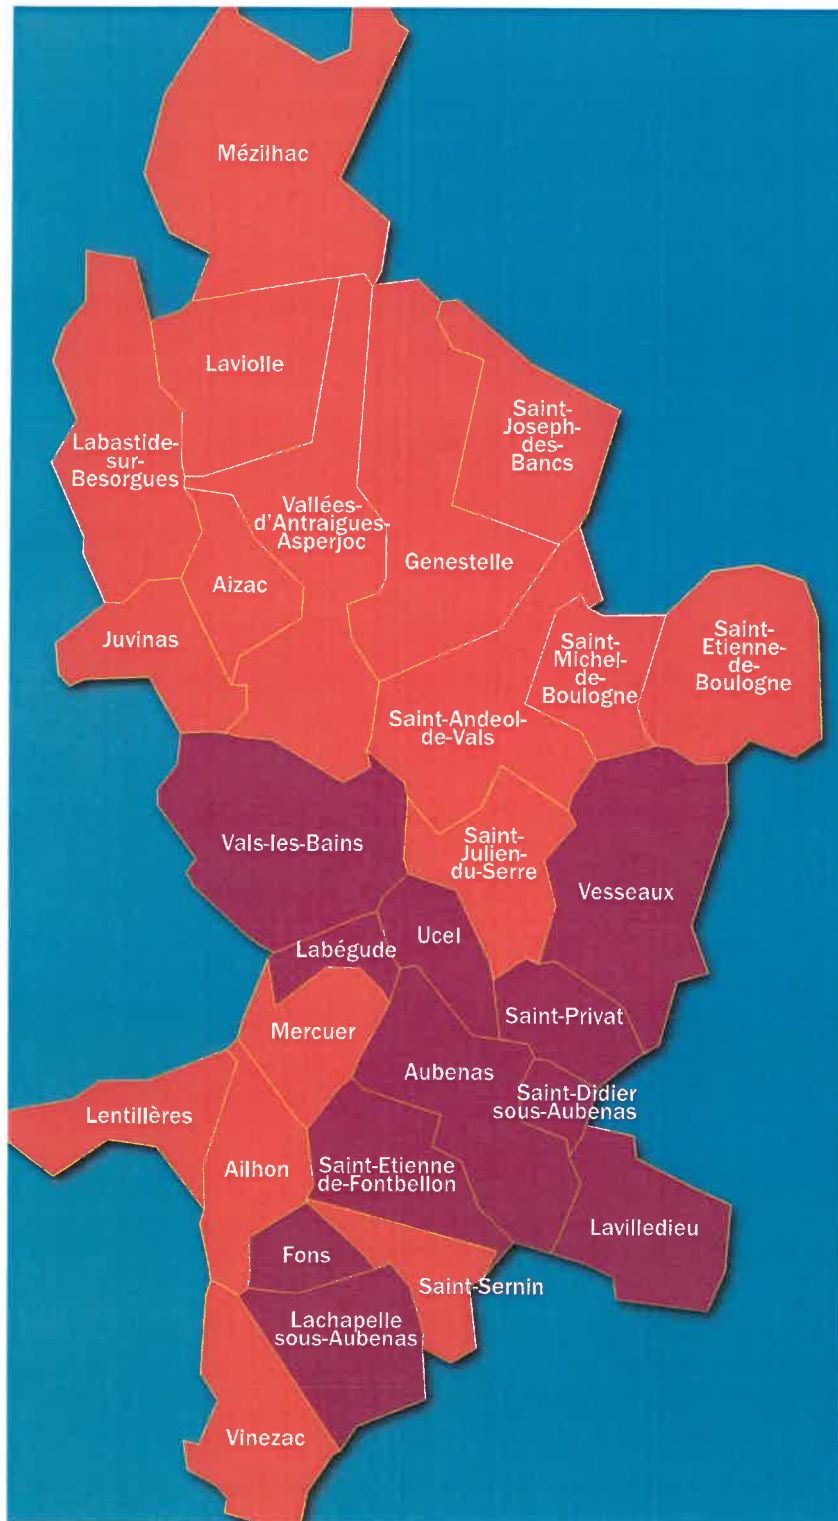 Mézilhac
Laviolle
Saint-
Joseph-
des-
Bancs
Labastide-
sur-
Besorgues
Vallées-
d'Antraigues-
Asperjoc
Genestelle
Aizac
Juvinas
Saint-
Michel-
de-
Boulogne
Saint-
Etienne-
de-
Boulogne
Saint-Andeol-
de-Vals
Vals-les-Bains
Saint-
Julien-
du-Serre
Vesseaux
Ucel
Labégude
Saint-Privat
Mercuer
Aubenas
Saint-Didier
sous-Aubenas
Lentillères
Ailhon
Saint-Etienne
de-Fontbellon
Lavilledieu
Fons
Saint-Sernin
Lachapelle
sous-Aubenas
Vinezac